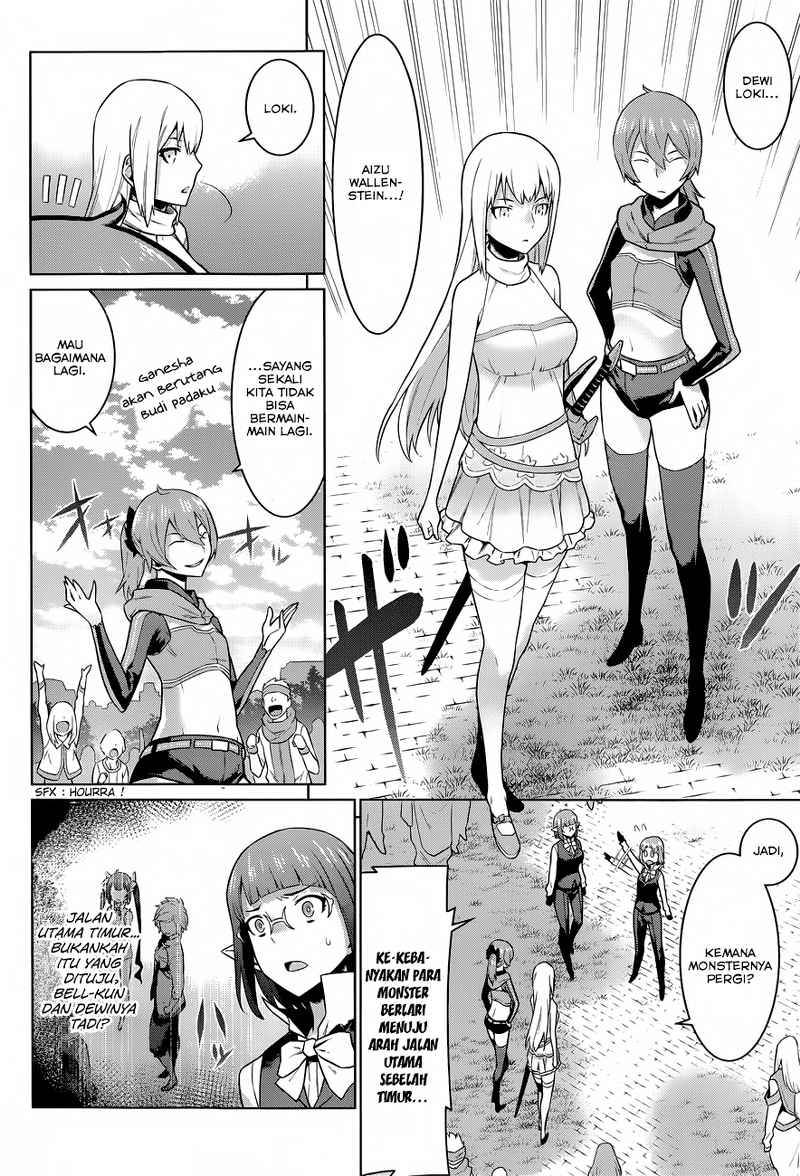 DEWI
LOKI...
AIZU
WALLEN-
STEIN...!
LOKI.
...SAYANG
SEKALI
KITA TIDAK
BISA
BERMAIN-
MAIN LAGI.
MAU
BAGAIMANA
LAGI.
Ganesha
akan berutang
budi padaku
SFX : HOURRA !
JADI,
KEMANA
MONSTERNYA
PERGI?
KE-KEBA-
NYAKAN PARA
MONSTER
BERLARI
MENUJU
ARAH JALAN
UTAMA
SEBELAH
TIMUR...
JALAN
UTAMA TIMUR...
BUKANKAH
ITU YANG
DITUJU,
BELL-KUN
DAN DEWINYA
TADI?